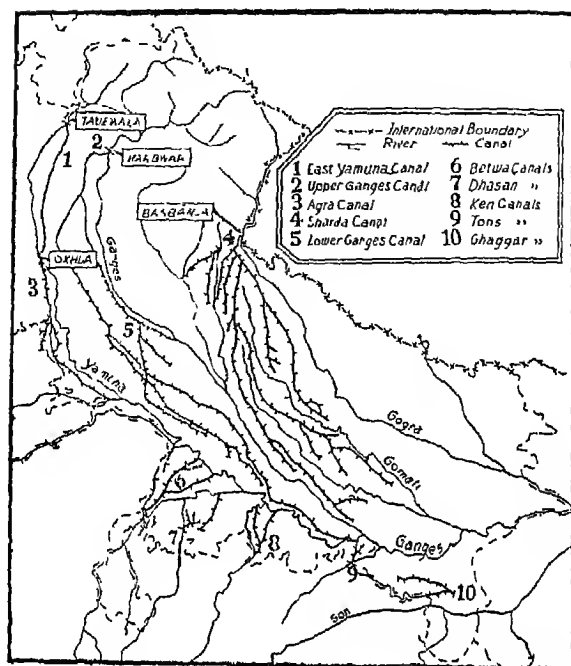 TAJEWALA
1
2
HARDWAR
International Boundary
River Canal
1 East Yamuna Canal
2 Upper Ganges Canal
3 Agra Canal
4 Sharda Canal
5 Lower Ganges Canal
6 Betwa Canals
7 Dhasan "
8 Ken Canals
9 Tons "
10 Ghaggar "
BASBANLA
4
OKHLA
3
Ganges
5
Yamuna
Gogra
Gomati
6
7
8
Ganges
9
10
Son